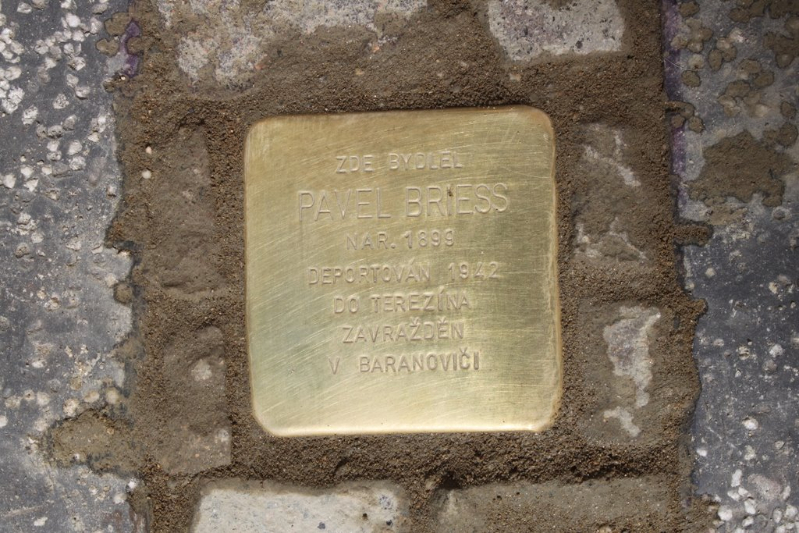 ZDE BYDLEL
PAVEL BRIESS
NAR. 1899
DEPORTOVÁN 1942
DO TEREZÍNA
ZAVRAŽDĚN
V BARANOVIČI